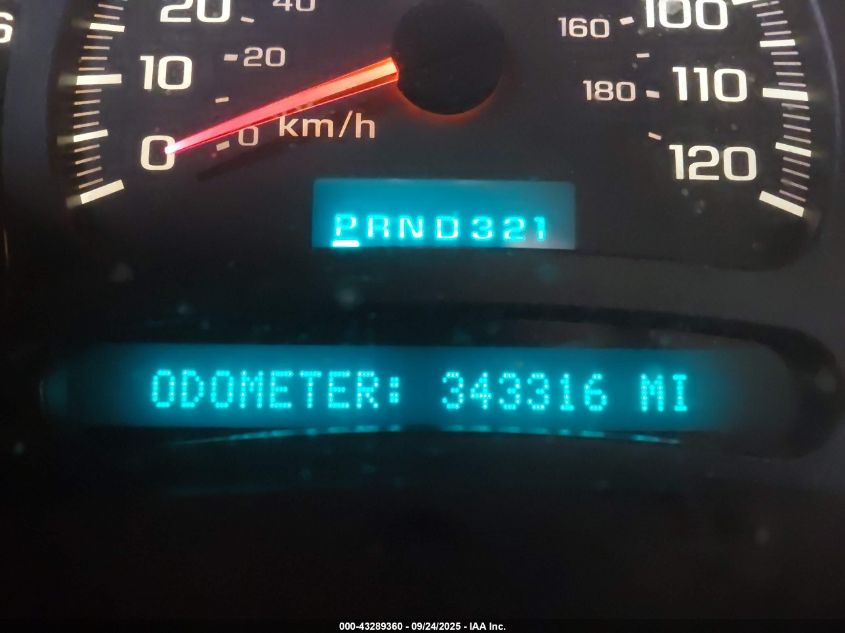 20 40 160 100
10 20 180 110
0 0 km/h 120
PRND321
ODOMETER: 343316 MI
000-43289360 - 09/24/2025 - IAA Inc.